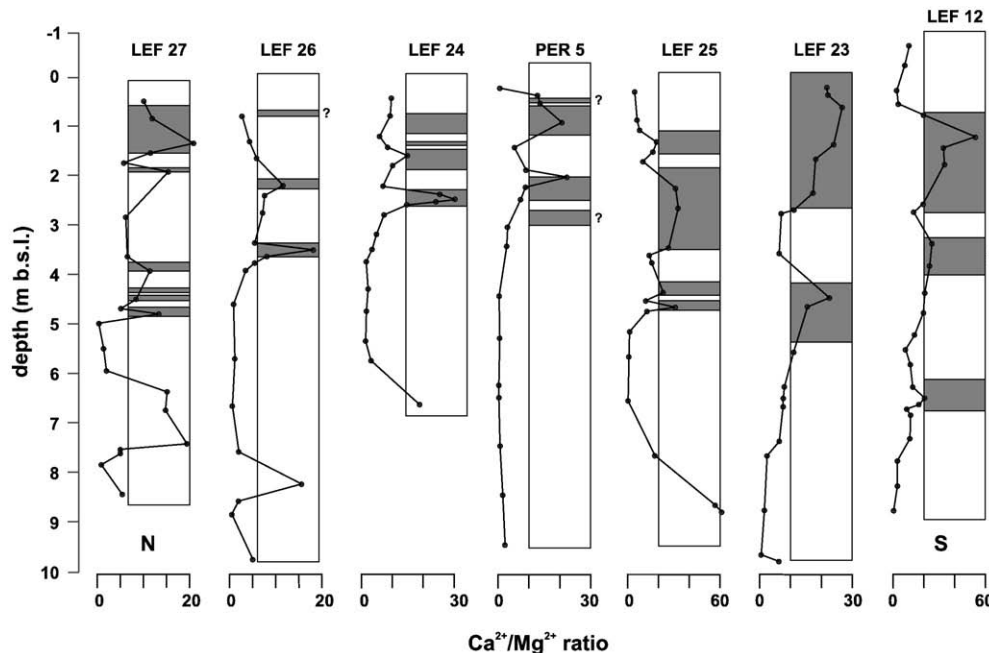 LEF 12
LEF 27 LEF 26 LEF 24 PER 5 LEF 25 LEF 23
-1
0
1
2
3
4
5
6
7
8
9
10
depth (m b.s.l.)
?
?
?
N S
0 20 0 20 0 30 0 30 0 60 0 30 0 60
Ca²⁺/Mg²⁺ ratio